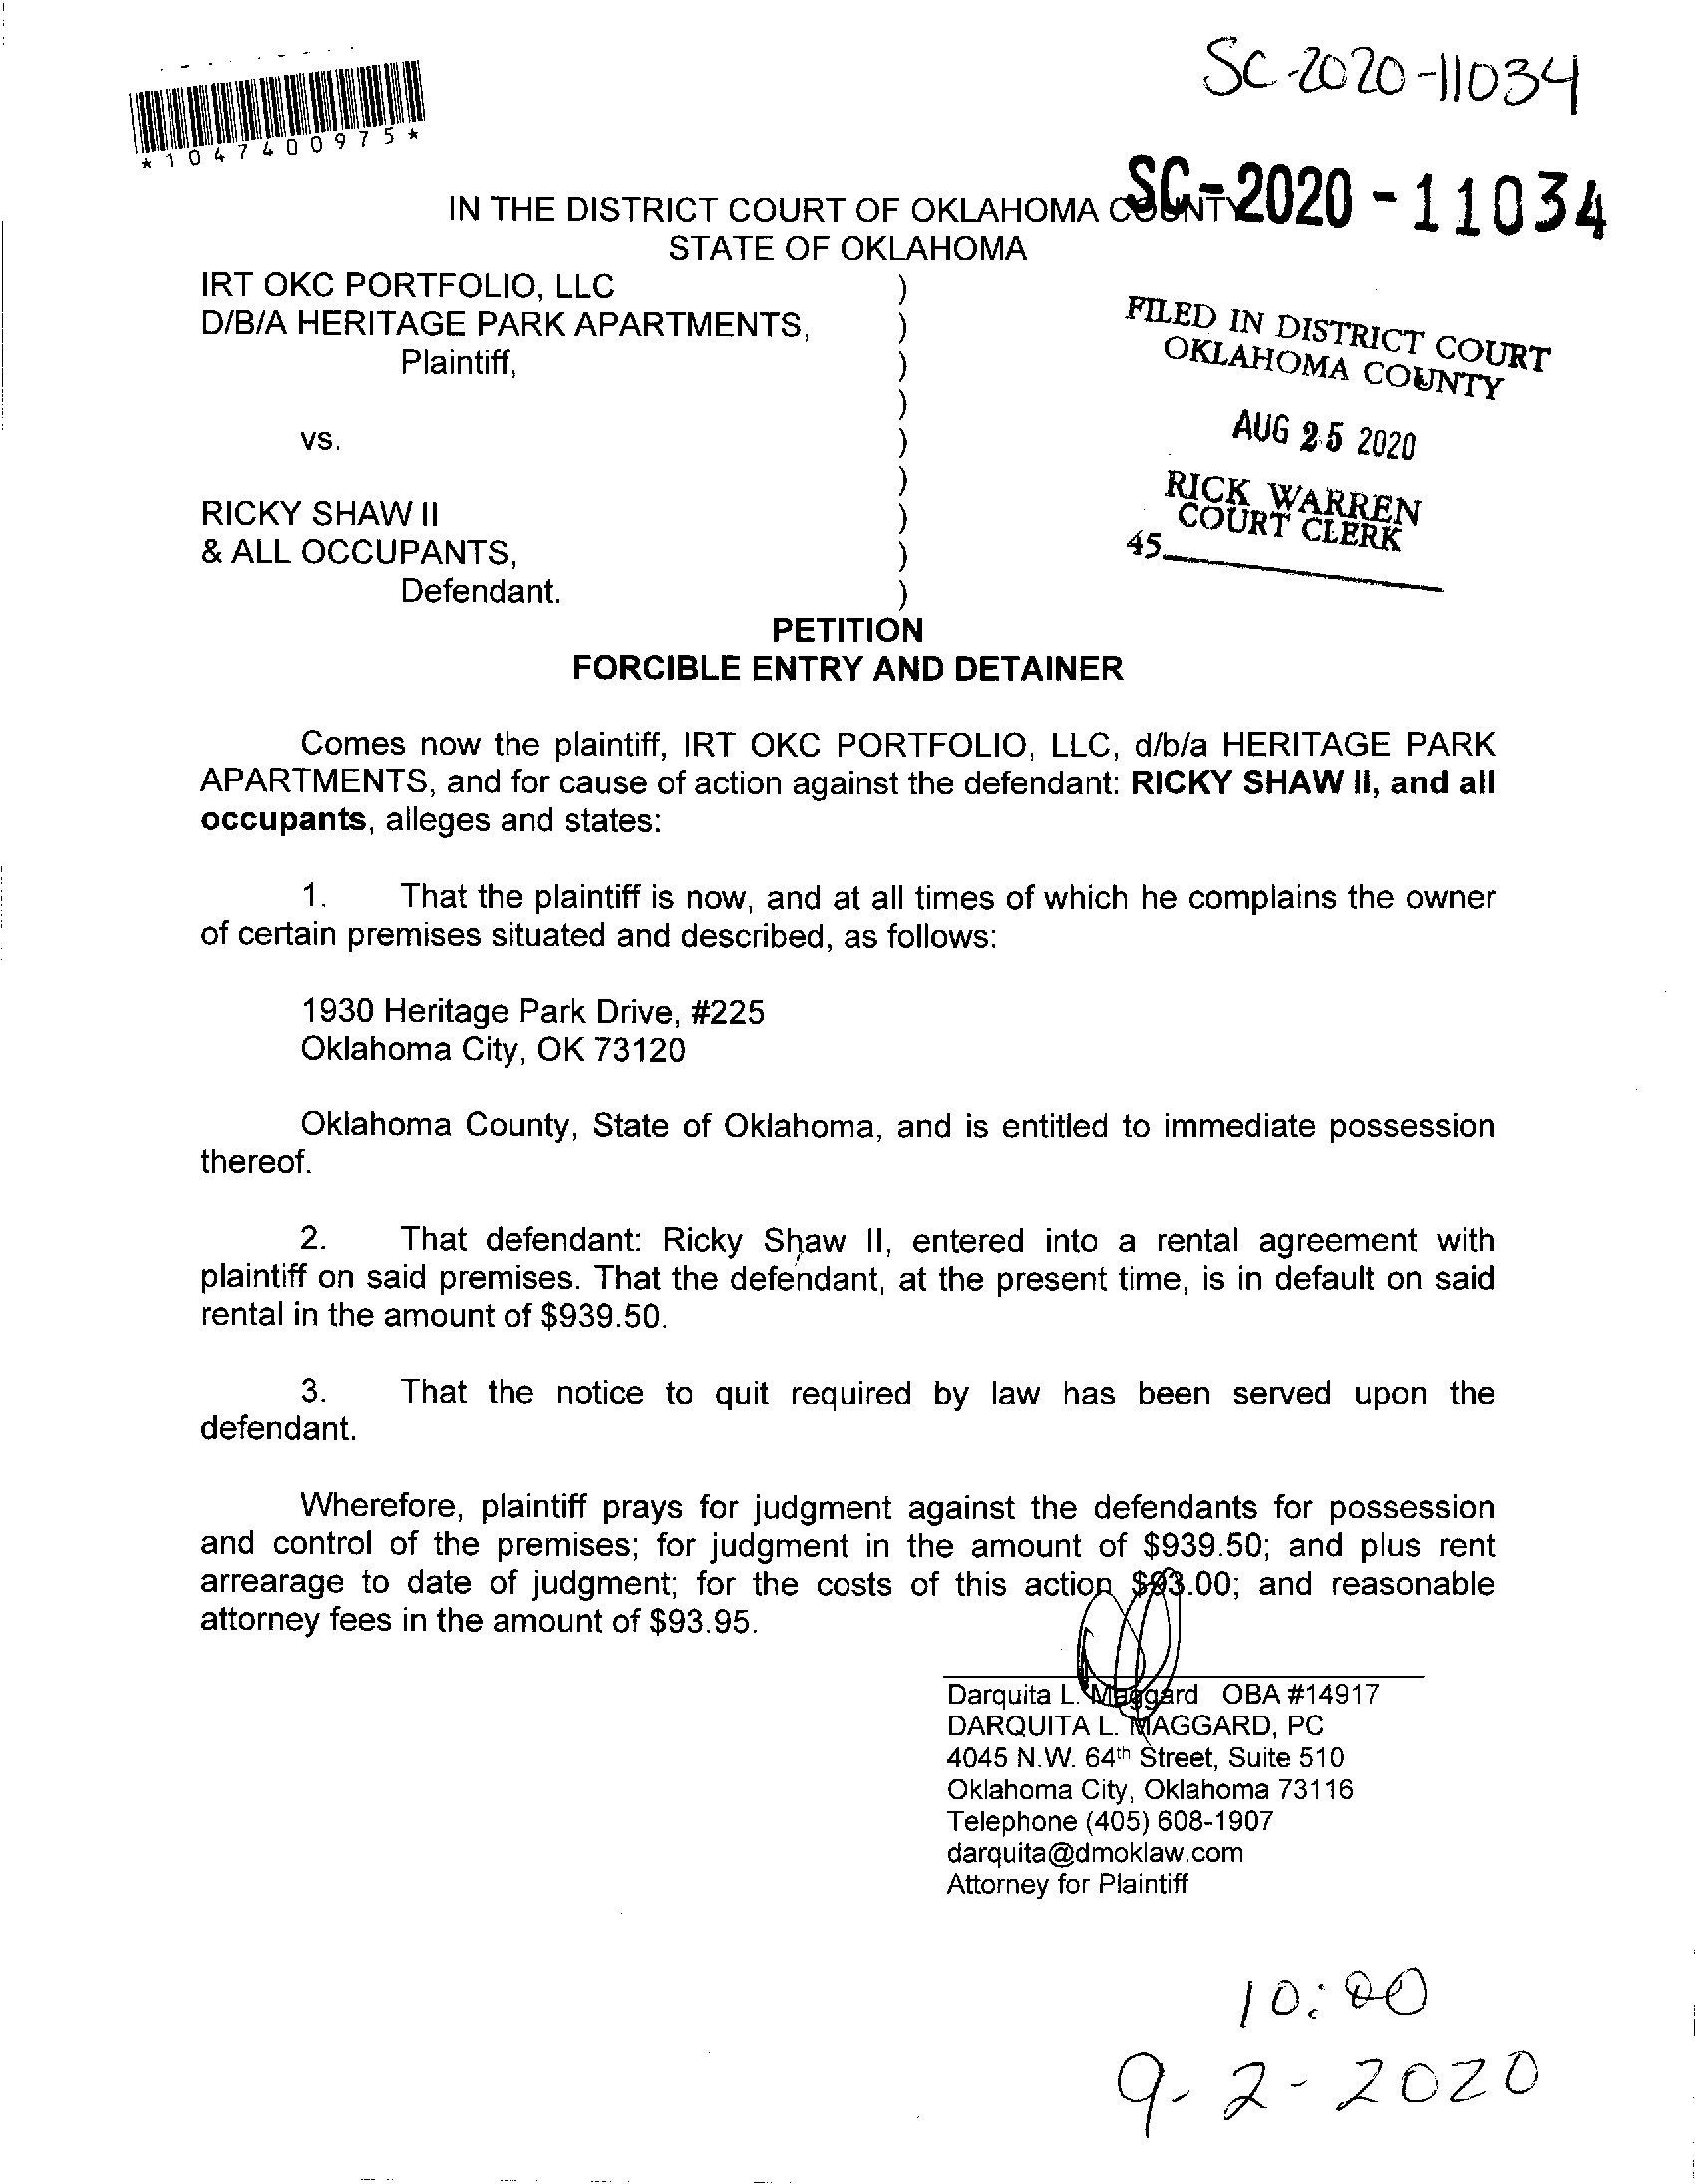 SC-2020-11034
*1047400975*
SC-2020-11034
IN THE DISTRICT COURT OF OKLAHOMA COUNTY
STATE OF OKLAHOMA
IRT OKC PORTFOLIO, LLC )
D/B/A HERITAGE PARK APARTMENTS, )
Plaintiff, )
)
vs. )
)
RICKY SHAW II )
& ALL OCCUPANTS, )
Defendant. )
FILED IN DISTRICT COURT
OKLAHOMA COUNTY
AUG 25 2020
RICK WARREN
COURT CLERK
45
PETITION
FORCIBLE ENTRY AND DETAINER
Comes now the plaintiff, IRT OKC PORTFOLIO, LLC, d/b/a HERITAGE PARK
APARTMENTS, and for cause of action against the defendant: RICKY SHAW II, and all
occupants, alleges and states:
1. That the plaintiff is now, and at all times of which he complains the owner
of certain premises situated and described, as follows:
1930 Heritage Park Drive, #225
Oklahoma City, OK 73120
Oklahoma County, State of Oklahoma, and is entitled to immediate possession
thereof.
2. That defendant: Ricky Shaw II, entered into a rental agreement with
plaintiff on said premises. That the defendant, at the present time, is in default on said
rental in the amount of $939.50.
3. That the notice to quit required by law has been served upon the
defendant.
Wherefore, plaintiff prays for judgment against the defendants for possession
and control of the premises; for judgment in the amount of $939.50; and plus rent
arrearage to date of judgment; for the costs of this action $93.00; and reasonable
attorney fees in the amount of $93.95.
Darquita L. Maggard OBA #14917
DARQUITA L. MAGGARD, PC
4045 N.W. 64th Street, Suite 510
Oklahoma City, Oklahoma 73116
Telephone (405) 608-1907
darquita@dmoklaw.com
Attorney for Plaintiff
10:00
9-2-2020